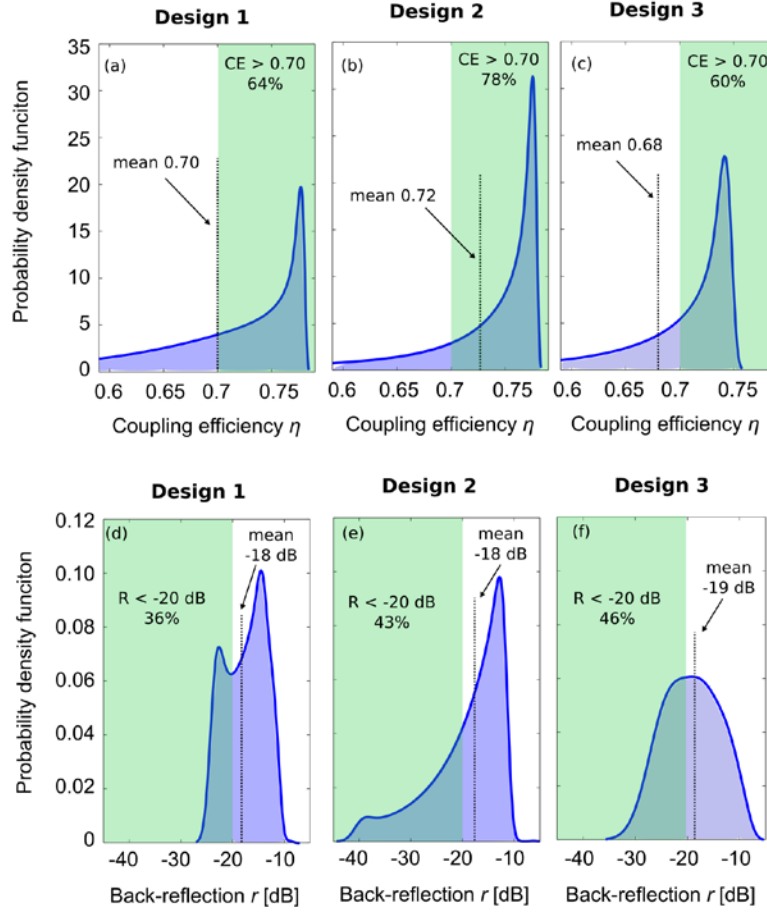 Design 1
Design 2
Design 3
Probability density funciton
35
30
25
20
15
10
5
0
(a)
CE > 0.70
64%
mean 0.70
0.6
0.65
0.7
0.75
Coupling efficiency η
(b)
CE > 0.70
78%
mean 0.72
0.6
0.65
0.7
0.75
Coupling efficiency η
(c)
CE > 0.70
60%
mean 0.68
0.6
0.65
0.7
0.75
Coupling efficiency η
Design 1
Design 2
Design 3
Probability density funciton
0.12
0.10
0.08
0.06
0.04
0.02
0
(d)
mean
-18 dB
R < -20 dB
36%
-40
-30
-20
-10
Back-reflection r [dB]
(e)
mean
-18 dB
R < -20 dB
43%
-40
-30
-20
-10
Back-reflection r [dB]
(f)
mean
-19 dB
R < -20 dB
46%
-40
-30
-20
-10
Back-reflection r [dB]